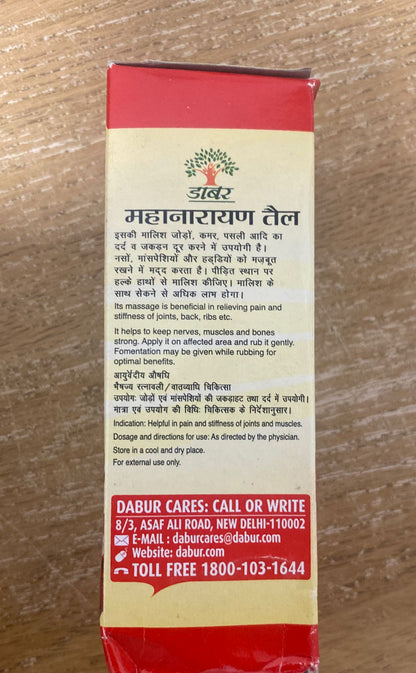 डाबर
महानारायण तैल
इसकी मालिश जोड़ों, कमर, पसली आदि का
दर्द व जकड़न दूर करने में उपयोगी है।
नसों, मांसपेशियों और हड्डियों को मजबूत
रखने में मदद करता है। पीड़ित स्थान पर
हल्के हाथों से मालिश कीजिए। मालिश के
साथ सेकने से अधिक लाभ होगा।
Its massage is beneficial in relieving pain and
stiffness of joints, back, ribs etc.
It helps to keep nerves, muscles and bones
strong. Apply it on affected area and rub it gently.
Fomentation may be given while rubbing for
optimal benefits.
आयुर्वेदीय औषधि
भैषज्य रत्नावली/वातव्याधि चिकित्सा
उपयोगः जोड़ों एवं मांसपेशियों की जकड़ाहट तथा दर्द में उपयोगी।
मात्रा एवं उपयोग की विधिः चिकित्सक के निर्देशानुसार।
Indication: Helpful in pain and stiffness of joints and muscles.
Dosage and directions for use: As directed by the physician.
Store in a cool and dry place.
For external use only.
DABUR CARES: CALL OR WRITE
8/3, ASAF ALI ROAD, NEW DELHI-110002
E-MAIL : daburcares@dabur.com
Website: dabur.com
TOLL FREE 1800-103-1644